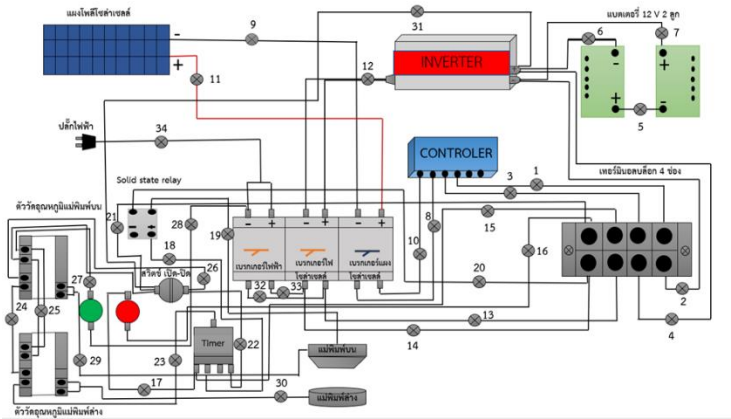 แผงโพลีโซล่าเซลล์
31
แบตเตอรี่ 12 V 2 ลูก
9
6
7
-
+
11
12
INVERTER
-
+
+
-
5
ปลั๊กไฟฟ้า
34
CONTROLER
เทอร์มินอลบล็อก 4 ช่อง
Solid state relay
3
1
ตัววัดอุณหภูมิแม่พิมพ์บน
21
28
19
-
+
-
+
-
+
10
8
15
16
18
เบรกเกอร์ไฟฟ้า
เบรกเกอร์ไฟ
โซล่าเซลล์
เบรกเกอร์แผง
โซล่าเซลล์
27
สวิตช์ เปิด-ปิด
26
20
32
33
2
24
25
13
4
14
29
23
Timer
22
แม่พิมพ์บน
17
30
แม่พิมพ์ล่าง
ตัววัดอุณหภูมิแม่พิมพ์ล่าง